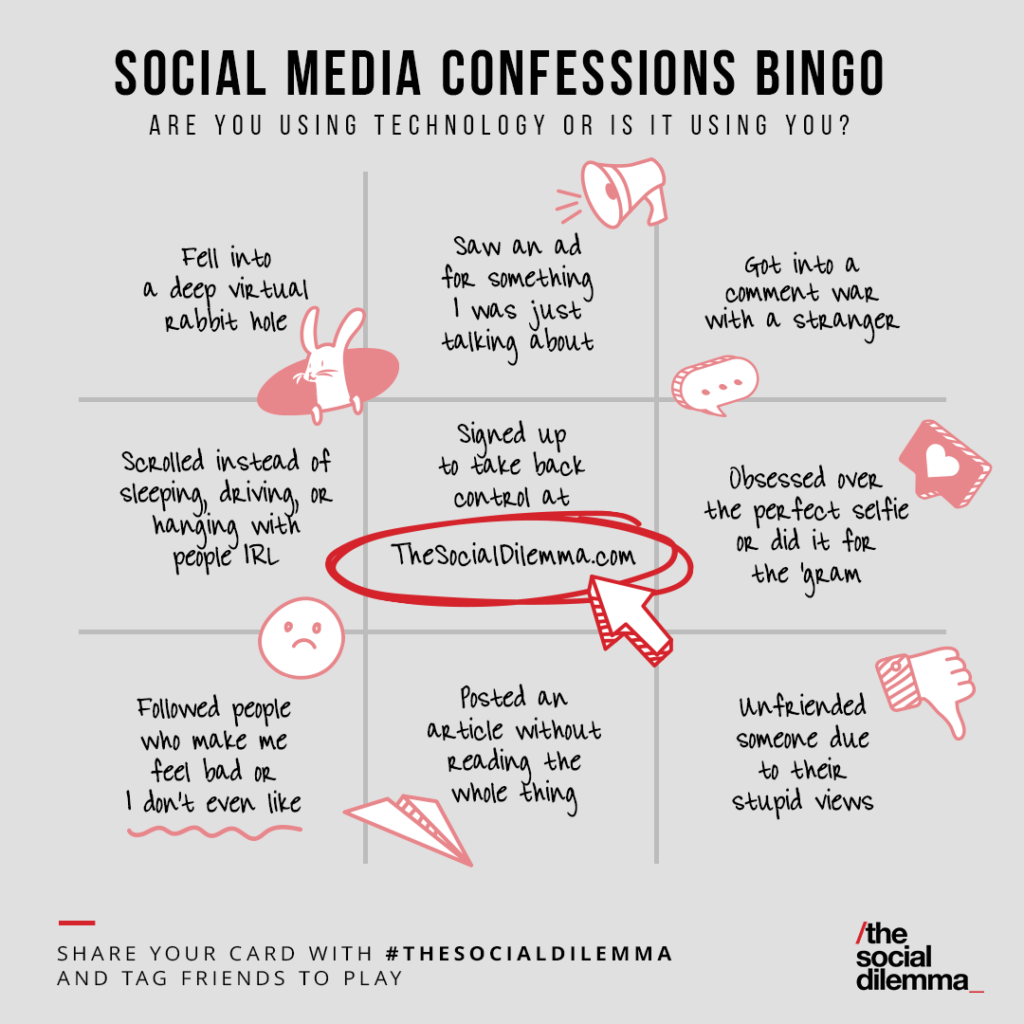 SOCIAL MEDIA CONFESSIONS BINGO
ARE YOU USING TECHNOLOGY OR IS IT USING YOU?
Fell into
a deep virtual
rabbit hole
Saw an ad
for something
I was just
talking about
Got into a
comment war
with a stranger
Scrolled instead of
sleeping, driving, or
hanging with
people IRL
Signed up
to take back
control at
TheSocialDilemma.com
Obsessed over
the perfect selfie
or did it for
the 'gram
Followed people
who make me
feel bad or
I don't even like
Posted an
article without
reading the
whole thing
Unfriended
someone due
to their
stupid views
SHARE YOUR CARD WITH #THESOCIALDILEMMA
AND TAG FRIENDS TO PLAY
/the
social
dilemma_